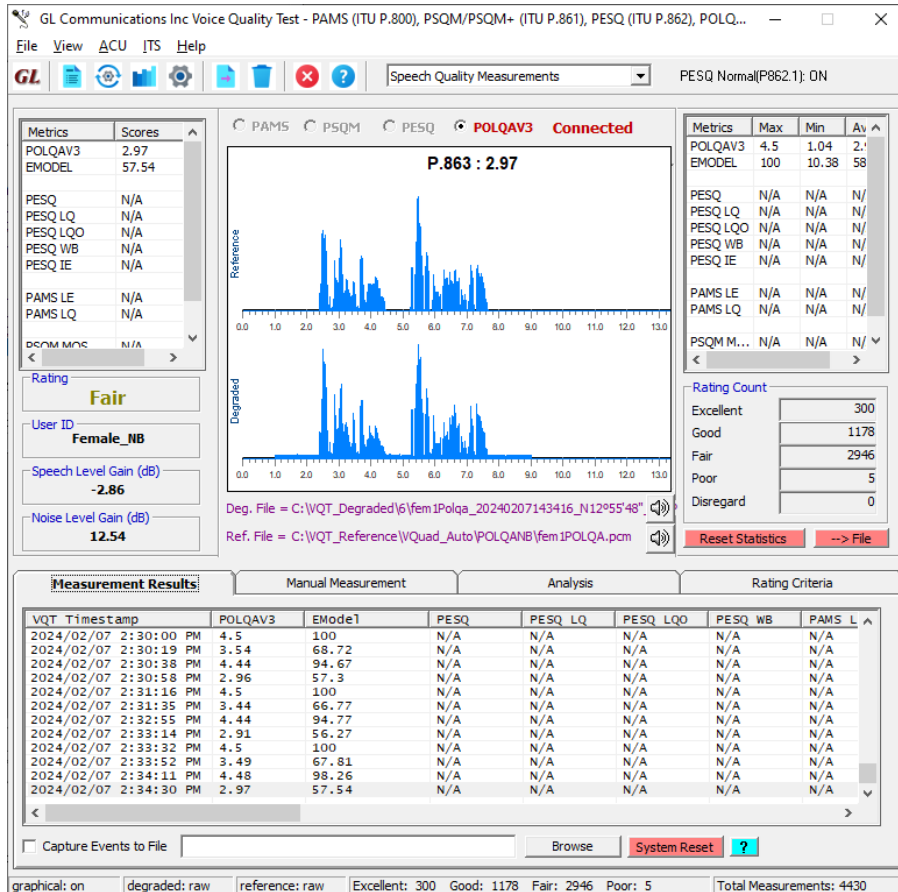 GL Communications Inc Voice Quality Test - PAMS (ITU P.800), PSQM/PSQM+ (ITU P.861), PESQ (ITU P.862), POLQ...
File View ACU ITS Help
GL Speech Quality Measurements PESQ Normal(P862.1): ON
Metrics Scores
POLQAV3 2.97
EMODEL 57.54
PESQ N/A
PESQ LQ N/A
PESQ LQO N/A
PESQ WB N/A
PESQ IE N/A
PAMS LE N/A
PAMS LQ N/A
PSQM MOS N/A
Rating
Fair
User ID
Female_NB
Speech Level Gain (dB)
-2.86
Noise Level Gain (dB)
12.54
PAMS PSQM PESQ POLQAV3 Connected
P.863 : 2.97
Reference
0.0 1.0 2.0 3.0 4.0 5.0 6.0 7.0 8.0 9.0 10.0 11.0 12.0 13.0
Degraded
0.0 1.0 2.0 3.0 4.0 5.0 6.0 7.0 8.0 9.0 10.0 11.0 12.0 13.0
Deg. File = C:\VQT_Degraded\6\fem1Polqa_20240207143416_N12º55'48"_
Ref. File = C:\VQT_Reference\VQuad_Auto\POLQANB\fem1POLQA.pcm
Metrics Max Min Av
POLQAV3 4.5 1.04 2.
EMODEL 100 10.38 58
PESQ N/A N/A N/
PESQ LQ N/A N/A N/
PESQ LQO N/A N/A N/
PESQ WB N/A N/A N/
PESQ IE N/A N/A N/
PAMS LE N/A N/A N/
PAMS LQ N/A N/A N/
PSQM M... N/A N/A N/
Rating Count
Excellent 300
Good 1178
Fair 2946
Poor 5
Disregard 0
Reset Statistics --> File
Measurement Results Manual Measurement Analysis Rating Criteria
VQT Timestamp POLQAV3 EModel PESQ PESQ LQ PESQ LQO PESQ WB PAMS L
2024/02/07 2:30:00 PM 4.5 100 N/A N/A N/A N/A N/A
2024/02/07 2:30:19 PM 3.54 68.72 N/A N/A N/A N/A N/A
2024/02/07 2:30:38 PM 4.44 94.67 N/A N/A N/A N/A N/A
2024/02/07 2:30:58 PM 2.96 57.3 N/A N/A N/A N/A N/A
2024/02/07 2:31:16 PM 4.5 100 N/A N/A N/A N/A N/A
2024/02/07 2:31:35 PM 3.44 66.77 N/A N/A N/A N/A N/A
2024/02/07 2:32:55 PM 4.44 94.77 N/A N/A N/A N/A N/A
2024/02/07 2:33:14 PM 2.91 56.27 N/A N/A N/A N/A N/A
2024/02/07 2:33:32 PM 4.5 100 N/A N/A N/A N/A N/A
2024/02/07 2:33:52 PM 3.49 67.81 N/A N/A N/A N/A N/A
2024/02/07 2:34:11 PM 4.48 98.26 N/A N/A N/A N/A N/A
2024/02/07 2:34:30 PM 2.97 57.54 N/A N/A N/A N/A N/A
Capture Events to File Browse System Reset ?
graphical: on degraded: raw reference: raw Excellent: 300 Good: 1178 Fair: 2946 Poor: 5 Total Measurements: 4430